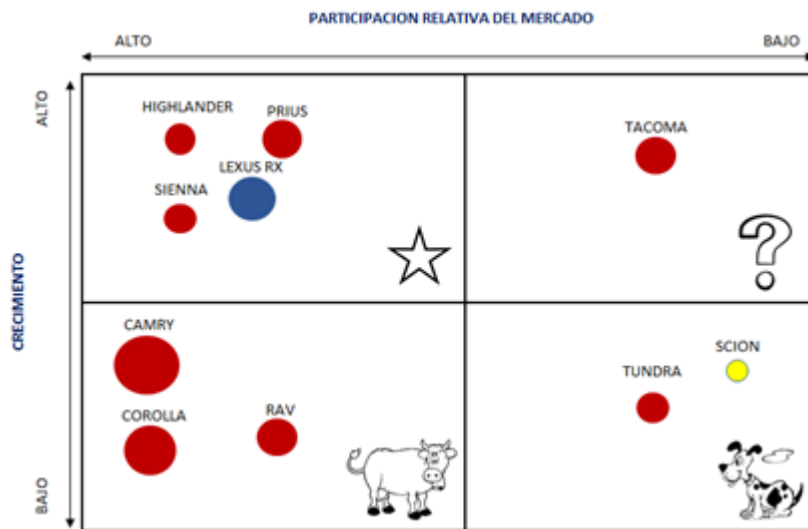 PARTICIPACION RELATIVA DEL MERCADO
ALTO
BAJO
ALTO
CRECIMIENTO
BAJO
HIGHLANDER
PRIUS
LEXUS RX
SIENNA
TACOMA
?
CAMRY
COROLLA
RAV
SCION
TUNDRA